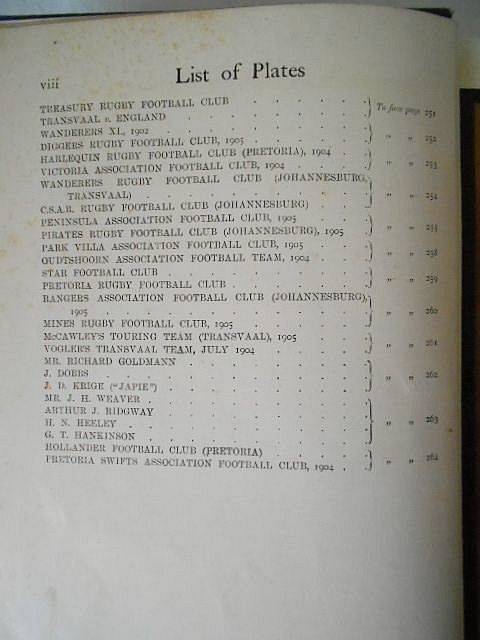 viii
List of Plates
TREASURY RUGBY FOOTBALL CLUB
TRANSVAAL v. ENGLAND
To face page 251
WANDERERS XI., 1902
DIGGERS RUGBY FOOTBALL CLUB, 1905
" " 252
HARLEQUIN RUGBY FOOTBALL CLUB (PRETORIA), 1904
VICTORIA ASSOCIATION FOOTBALL CLUB, 1904
" " 253
WANDERERS RUGBY FOOTBALL CLUB (JOHANNESBURG,
TRANSVAAL)
C.S.A.R. RUGBY FOOTBALL CLUB (JOHANNESBURG)
" " 254
PENINSULA ASSOCIATION FOOTBALL CLUB, 1905
PIRATES RUGBY FOOTBALL CLUB (JOHANNESBURG), 1905
" " 255
PARK VILLA ASSOCIATION FOOTBALL CLUB, 1905
OUDTSHOORN ASSOCIATION FOOTBALL TEAM, 1904
" " 258
STAR FOOTBALL CLUB
PRETORIA RUGBY FOOTBALL CLUB
" " 259
RANGERS ASSOCIATION FOOTBALL CLUB (JOHANNESBURG),
1905
MINES RUGBY FOOTBALL CLUB, 1905
" " 260
McCAWLEY'S TOURING TEAM (TRANSVAAL), 1905
VOGLER'S TRANSVAAL TEAM, JULY 1904
" " 261
MR. RICHARD GOLDMANN
J. DOBBS
J. D. KRIGE ("JAPIE")
" " 262
MR. J. H. WEAVER
ARTHUR J. RIDGWAY
H. N. HEELEY
G. T. HANKINSON
" " 263
HOLLANDER FOOTBALL CLUB (PRETORIA)
PRETORIA SWIFTS ASSOCIATION FOOTBALL CLUB, 1904
" " 264